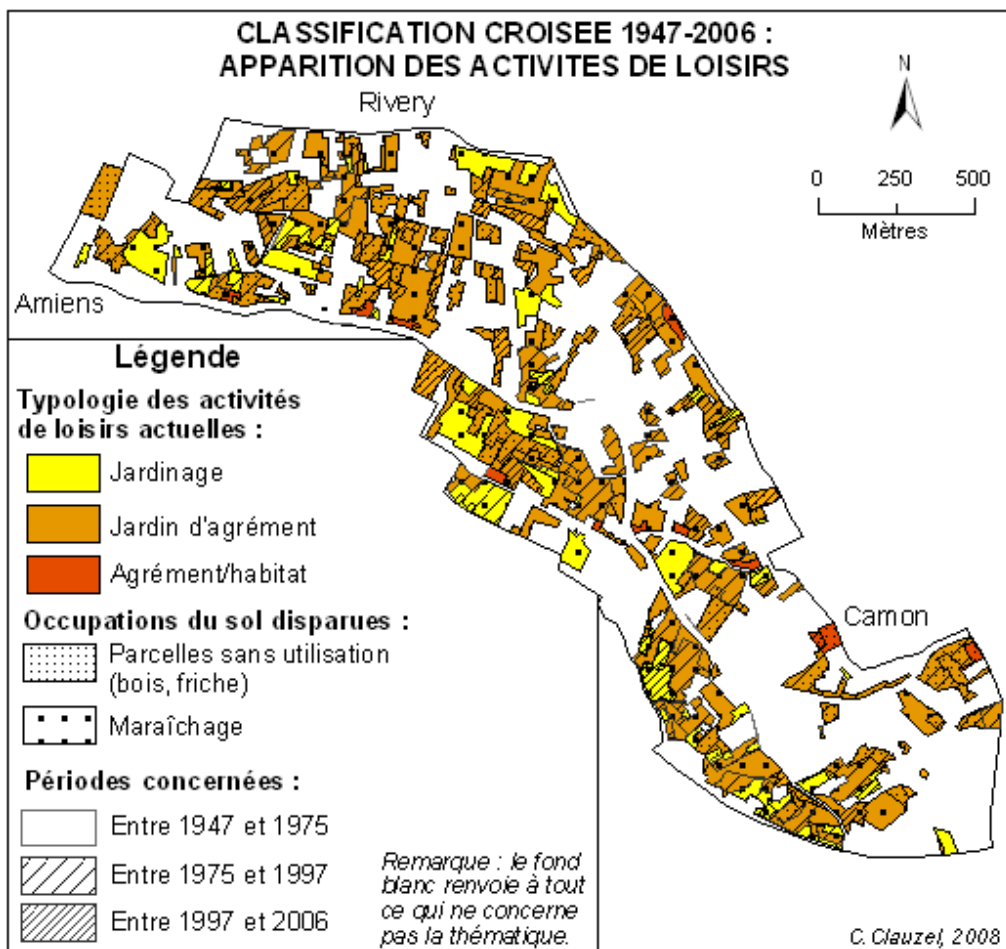 CLASSIFICATION CROISEE 1947-2006 :
APPARITION DES ACTIVITES DE LOISIRS
Rivery
N
0 250 500
Mètres
Amiens
Légende
Typologie des activités
de loisirs actuelles :
Jardinage
Jardin d'agrément
Agrément/habitat
Occupations du sol disparues :
Parcelles sans utilisation
(bois, friche)
Maraîchage
Périodes concernées :
Entre 1947 et 1975
Entre 1975 et 1997
Entre 1997 et 2006
Remarque : le fond
blanc renvoie à tout
ce qui ne concerne
pas la thématique.
Camon
C. Clauzel, 2008